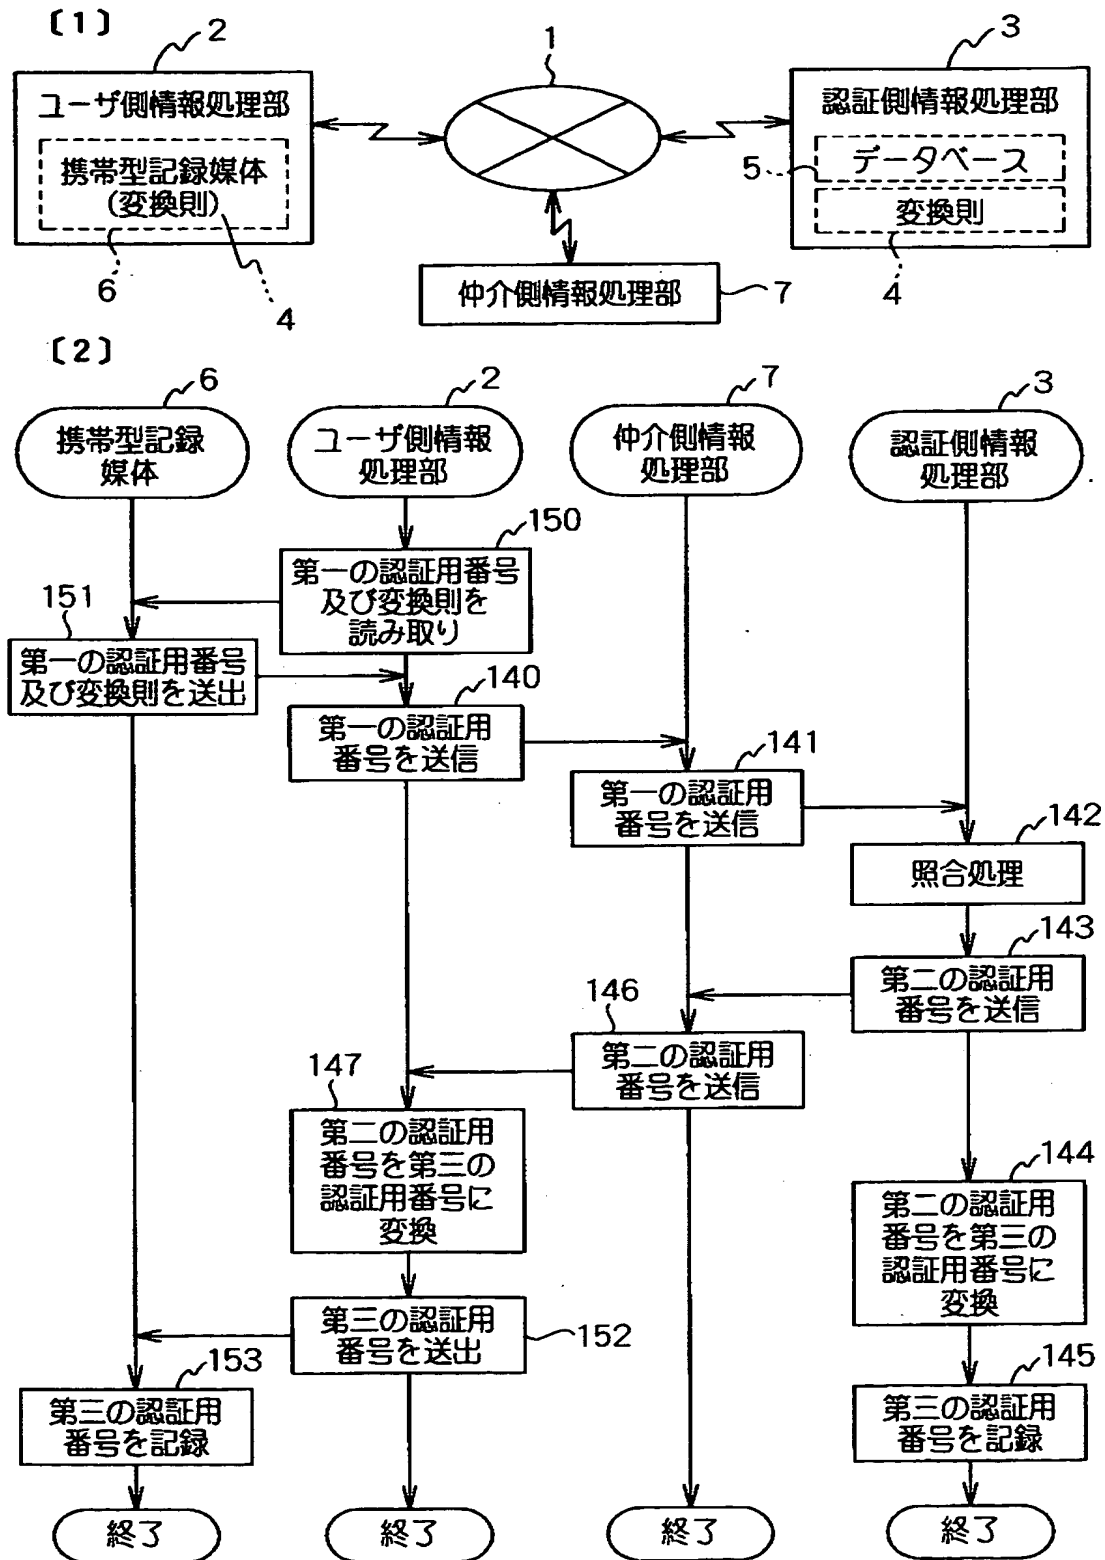 〔1〕
2
1
3
ユーザ側情報処理部
携帯型記録媒体
(変換則)
6
4
認証側情報処理部
5
データベース
変換則
4
仲介側情報処理部
7
〔2〕
6
携帯型記録
媒体
2
ユーザ側情報
処理部
7
仲介側情報
処理部
3
認証側情報
処理部
150
第一の認証用番号
及び変換則を
読み取り
151
第一の認証用番号
及び変換則を送出
140
第一の認証用
番号を送信
141
第一の認証用
番号を送信
142
照合処理
143
第二の認証用
番号を送信
146
第二の認証用
番号を送信
147
第二の認証用
番号を第三の
認証用番号に
変換
144
第二の認証用
番号を第三の
認証用番号に
変換
152
第三の認証用
番号を送出
153
第三の認証用
番号を記録
145
第三の認証用
番号を記録
終了
終了
終了
終了